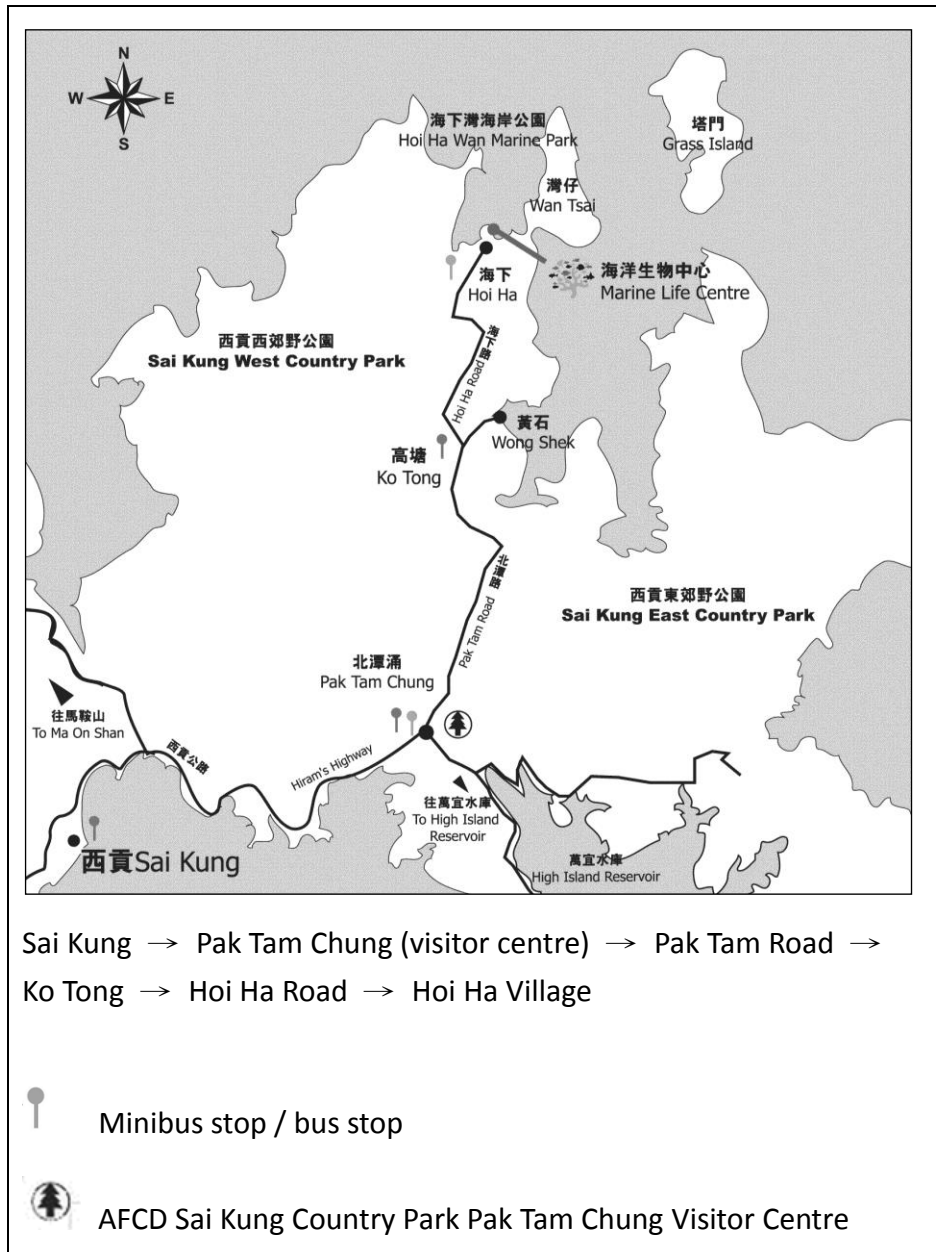 N
W
E
S
海下灣海岸公園
Hoi Ha Wan Marine Park
塔門
Grass Island
灣仔
Wan Tsai
海下
Hoi Ha
海洋生物中心
Marine Life Centre
西貢西郊野公園
Sai Kung West Country Park
海下路
Hoi Ha Road
黃石
Wong Shek
高塘
Ko Tong
北潭路
Pak Tam Road
西貢東郊野公園
Sai Kung East Country Park
北潭涌
Pak Tam Chung
往馬鞍山
To Ma On Shan
西貢公路
Hiram's Highway
往萬宜水庫
To High Island
Reservoir
萬宜水庫
High Island Reservoir
西貢Sai Kung
Sai Kung → Pak Tam Chung (visitor centre) → Pak Tam Road →
Ko Tong → Hoi Ha Road → Hoi Ha Village
Minibus stop / bus stop
AFCD Sai Kung Country Park Pak Tam Chung Visitor Centre